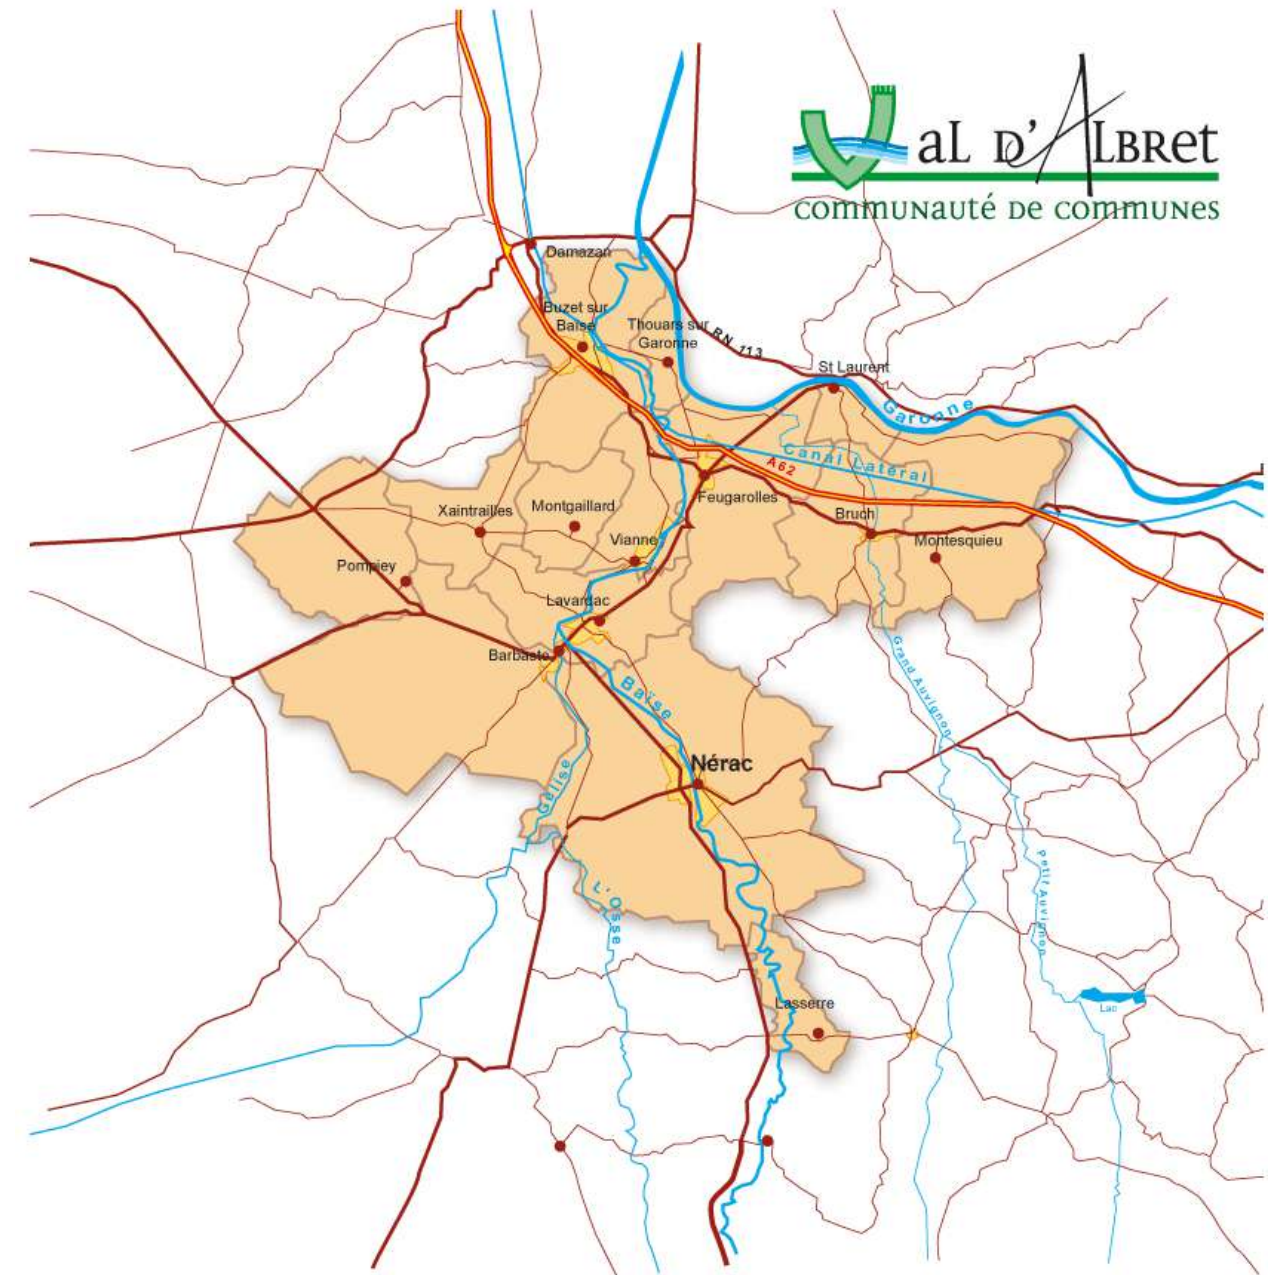 Val d'Albret
communauté de communes
Damazan
Buzet sur
Baise
Thouars sur
Garonne
RN 113
St Laurent
Garonne
Canal Latéral
A62
Feugarolles
Xaintrailles
Montgaillard
Bruch
Vianne
Montesquieu
Pompiey
Lavardac
Barbaste
Baïse
Grand Auvignon
Nérac
Gélise
Petit Auvignon
L'Osse
Lasserre
Lac